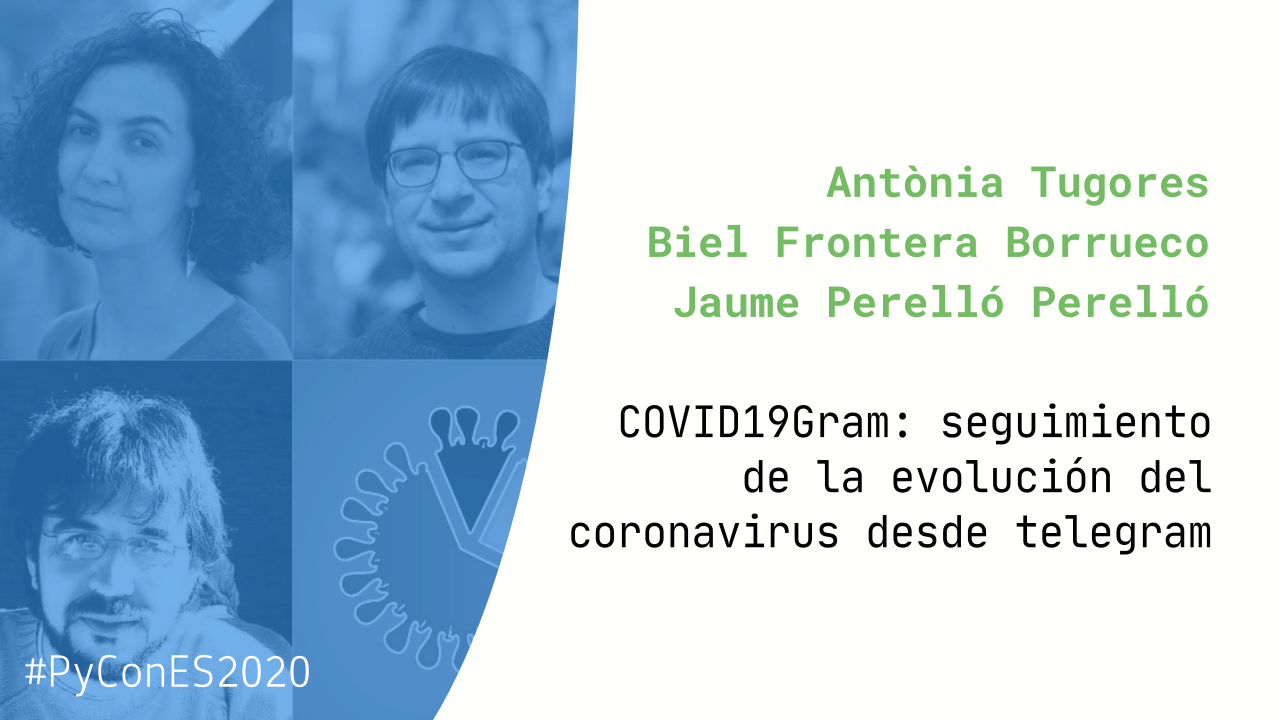 Antònia Tugores
Biel Frontera Borrueco
Jaume Perelló Perelló
COVID19Gram: seguimiento
de la evolución del
coronavirus desde telegram
#PyConES2020